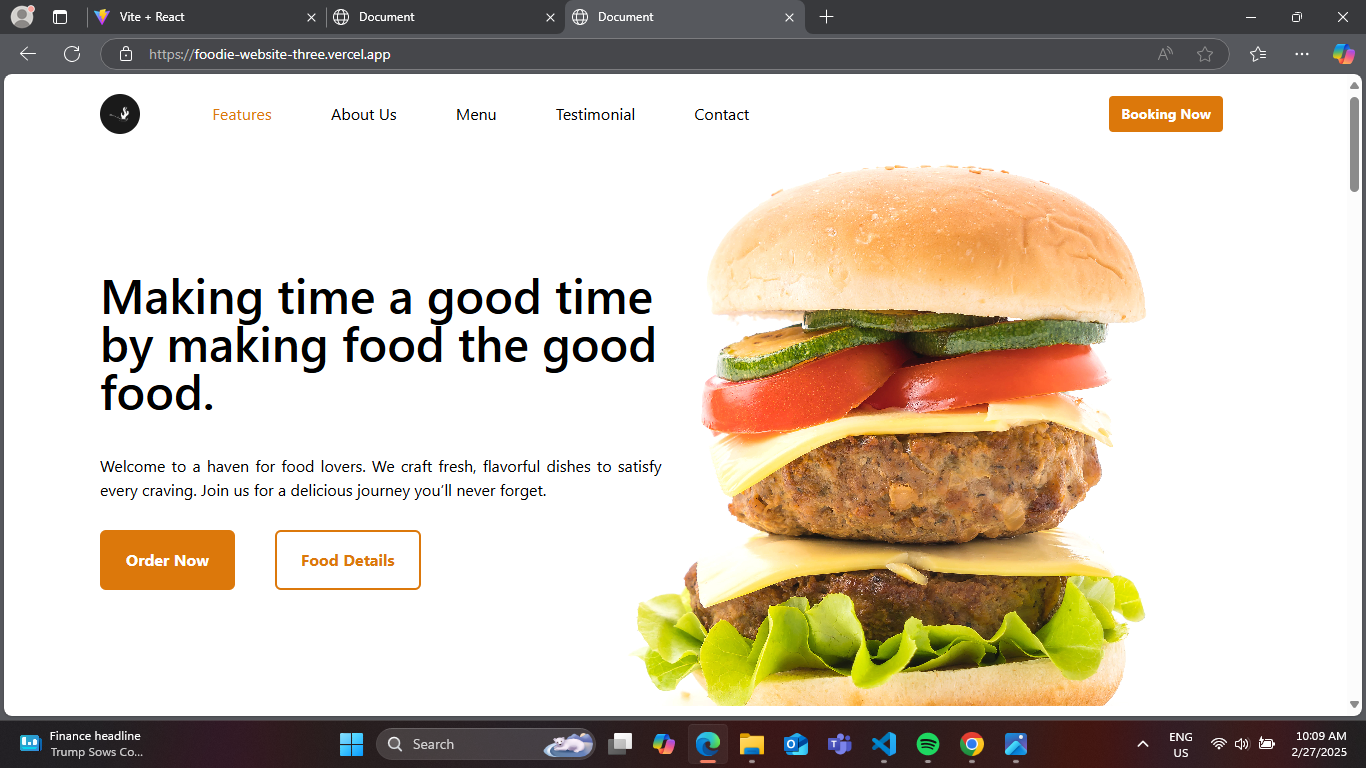 Vite + React
Document
Document
https://foodie-website-three.vercel.app
Features
About Us
Menu
Testimonial
Contact
Booking Now
Making time a good time
by making food the good
food.
Welcome to a haven for food lovers. We craft fresh, flavorful dishes to satisfy
every craving. Join us for a delicious journey you'll never forget.
Order Now
Food Details
Finance headline
Trump Sows Co...
Search
ENG
US
10:09 AM
2/27/2025